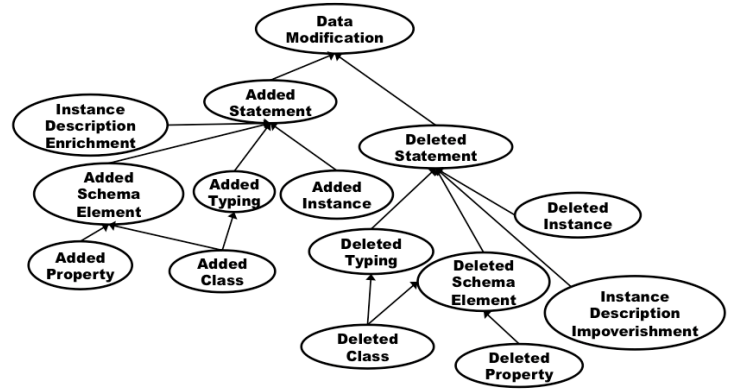 Data
Modification
Added
Statement
Instance
Description
Enrichment
Deleted
Statement
Added
Schema
Element
Added
Typing
Added
Instance
Deleted
Instance
Added
Property
Added
Class
Deleted
Typing
Deleted
Schema
Element
Instance
Description
Impoverishment
Deleted
Class
Deleted
Property